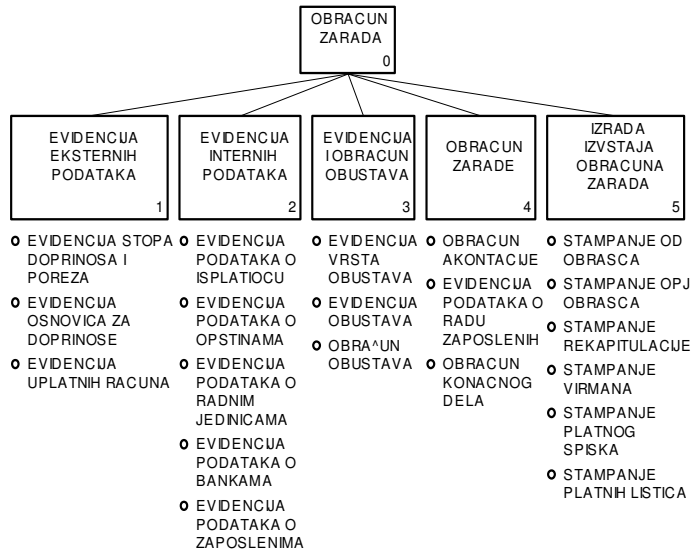 OBRACUN
ZARADA
0
EVIDENCIJA
EKSTERNIH
PODATAKA
1
EVIDENCIJA
INTERNIH
PODATAKA
2
EVIDENCIJA
I OBRACUN
OBUSTAVA
3
OBRACUN
ZARADE
4
IZRADA
IZVSTAJA
OBRACUNA
ZARADA
5
EVIDENCIJA STOPA
DOPRINOSA I
POREZA
EVIDENCIJA
OSNOVICA ZA
DOPRINOSE
EVIDENCIJA
UPLATNIH RACUNA
EVIDENCIJA
PODATAKA O
ISPLATIOCU
EVIDENCIJA
PODATAKA O
OPSTINAMA
EVIDENCIJA
PODATAKA O
RADNIM
JEDINICAMA
EVIDENCIJA
PODATAKA O
BANKAMA
EVIDENCIJA
PODATAKA O
ZAPOSLENIMA
EVIDENCIJA
VRSTA
OBUSTAVA
EVIDENCIJA
OBUSTAVA
OBRA^UN
OBUSTAVA
OBRACUN
AKONTACIJE
EVIDENCIJA
PODATAKA O
RADU
ZAPOSLENIH
OBRACUN
KONACNOG
DELA
STAMPANJE OD
OBRASCA
STAMPANJE OPJ
OBRASCA
STAMPANJE
REKAPITULACIJE
STAMPANJE
VIRMANA
STAMPANJE
PLATNOG
SPISKA
STAMPANJE
PLATNIH LISTICA